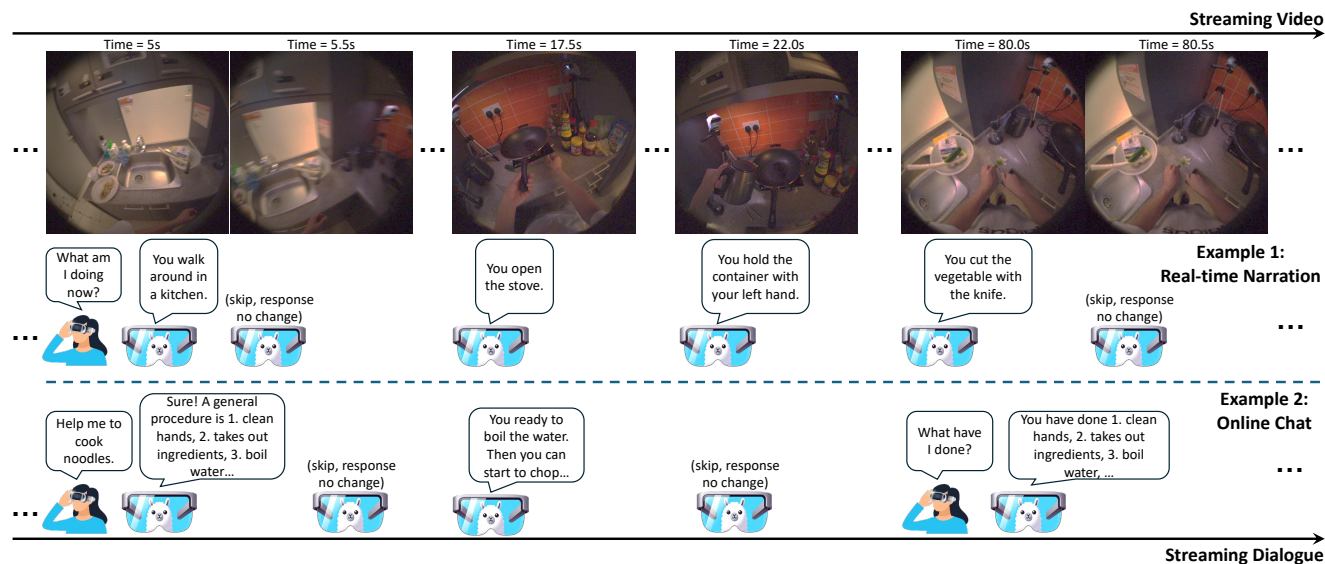 Streaming Video
Time = 5s
Time = 5.5s
Time = 17.5s
Time = 22.0s
Time = 80.0s
Time = 80.5s
...
...
...
...
...
What am
I doing
now?
You walk
around in
a kitchen.
(skip, response
no change)
You open
the stove.
You hold the
container with
your left hand.
You cut the
vegetable with
the knife.
(skip, response
no change)
Example 1:
Real-time Narration
...
...
Help me to
cook
noodles.
Sure! A general
procedure is 1. clean
hands, 2. takes out
ingredients, 3. boil
water...
(skip, response
no change)
You ready to
boil the water.
Then you can
start to chop...
(skip, response
no change)
What have
I done?
You have done 1. clean
hands, 2. takes out
ingredients, 3. boil
water, ...
Example 2:
Online Chat
...
...
Streaming Dialogue